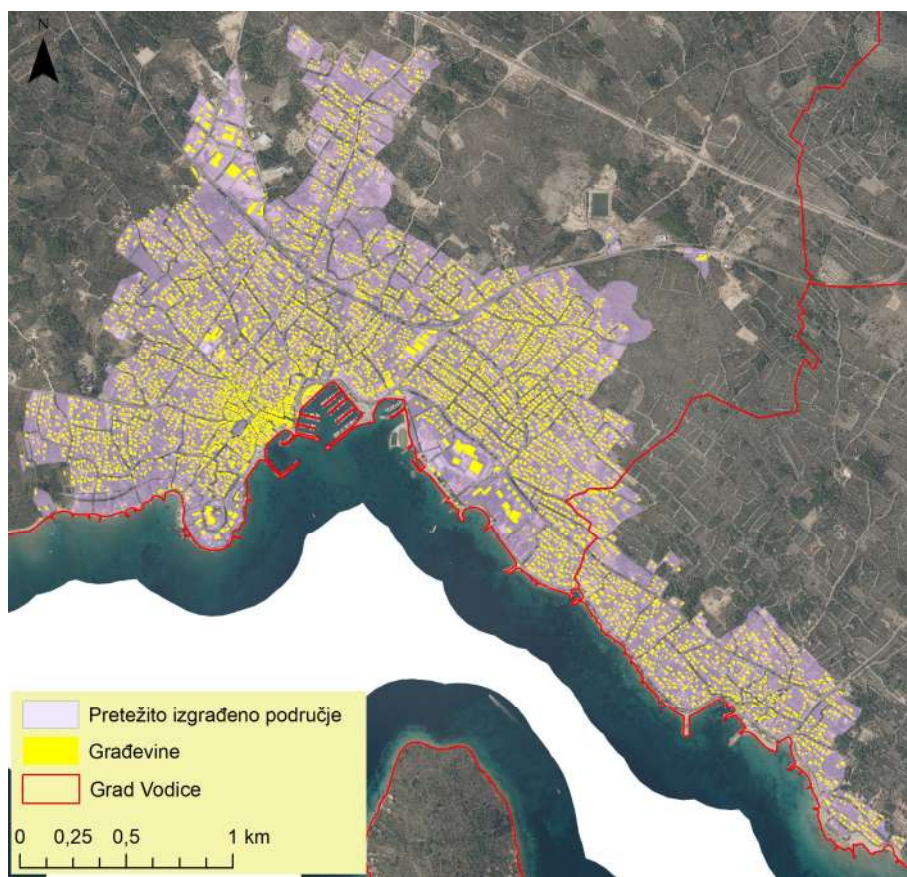 N
Pretežito izgrađeno područje
Građevine
Grad Vodice
0 0,25 0,5 1 km